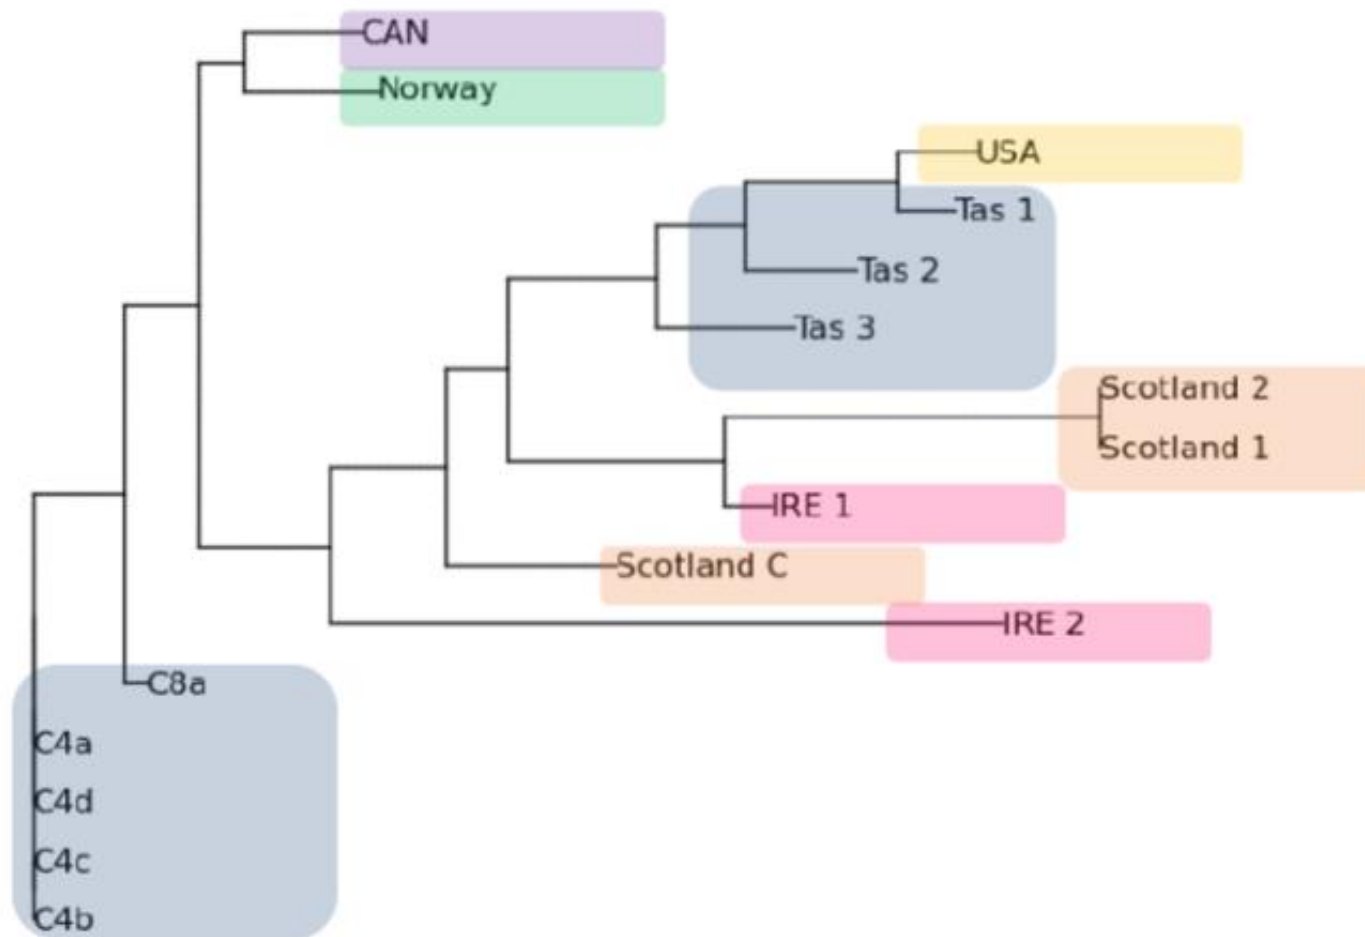 CAN
Norway
USA
Tas 1
Tas 2
Tas 3
Scotland 2
Scotland 1
IRE 1
Scotland C
IRE 2
C8a
C4a
C4d
C4c
C4b